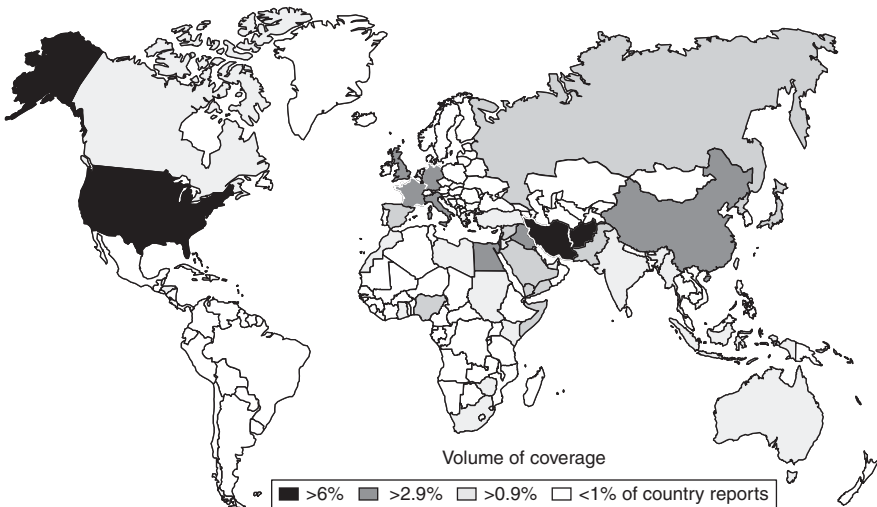 Volume of coverage
>6% >2.9% >0.9% <1% of country reports